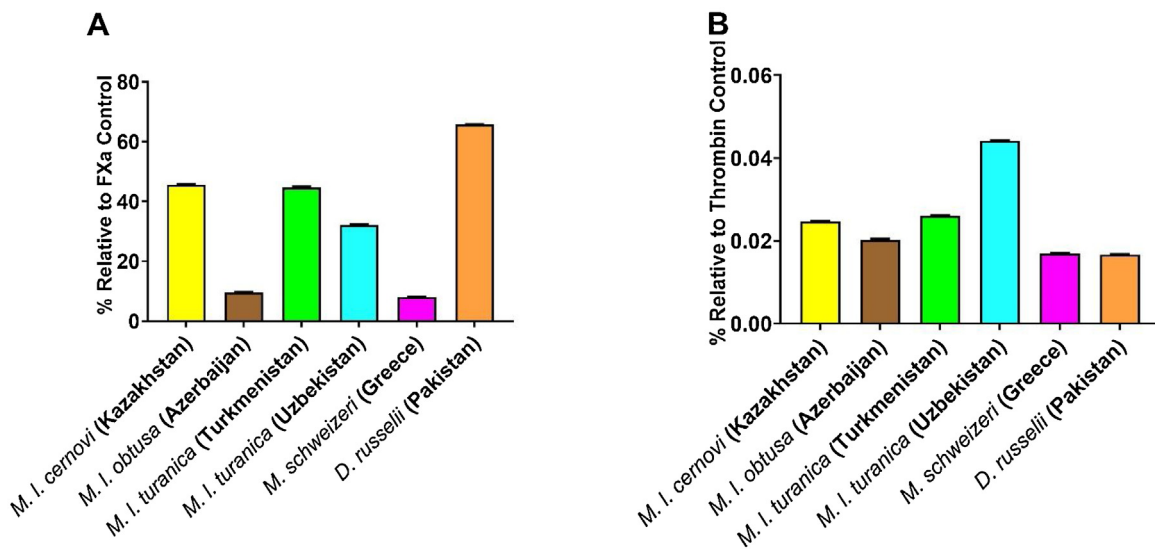 A
% Relative to FXa Control
80
60
40
20
0
M. l. cernovi (Kazakhstan)
M. l. obtusa (Azerbaijan)
M. l. turanica (Turkmenistan)
M. l. turanica (Uzbekistan)
M. schweizeri (Greece)
D. russelii (Pakistan)
B
% Relative to Thrombin Control
0.06
0.04
0.02
0.00
M. l. cernovi (Kazakhstan)
M. l. obtusa (Azerbaijan)
M. l. turanica (Turkmenistan)
M. l. turanica (Uzbekistan)
M. schweizeri (Greece)
D. russelii (Pakistan)